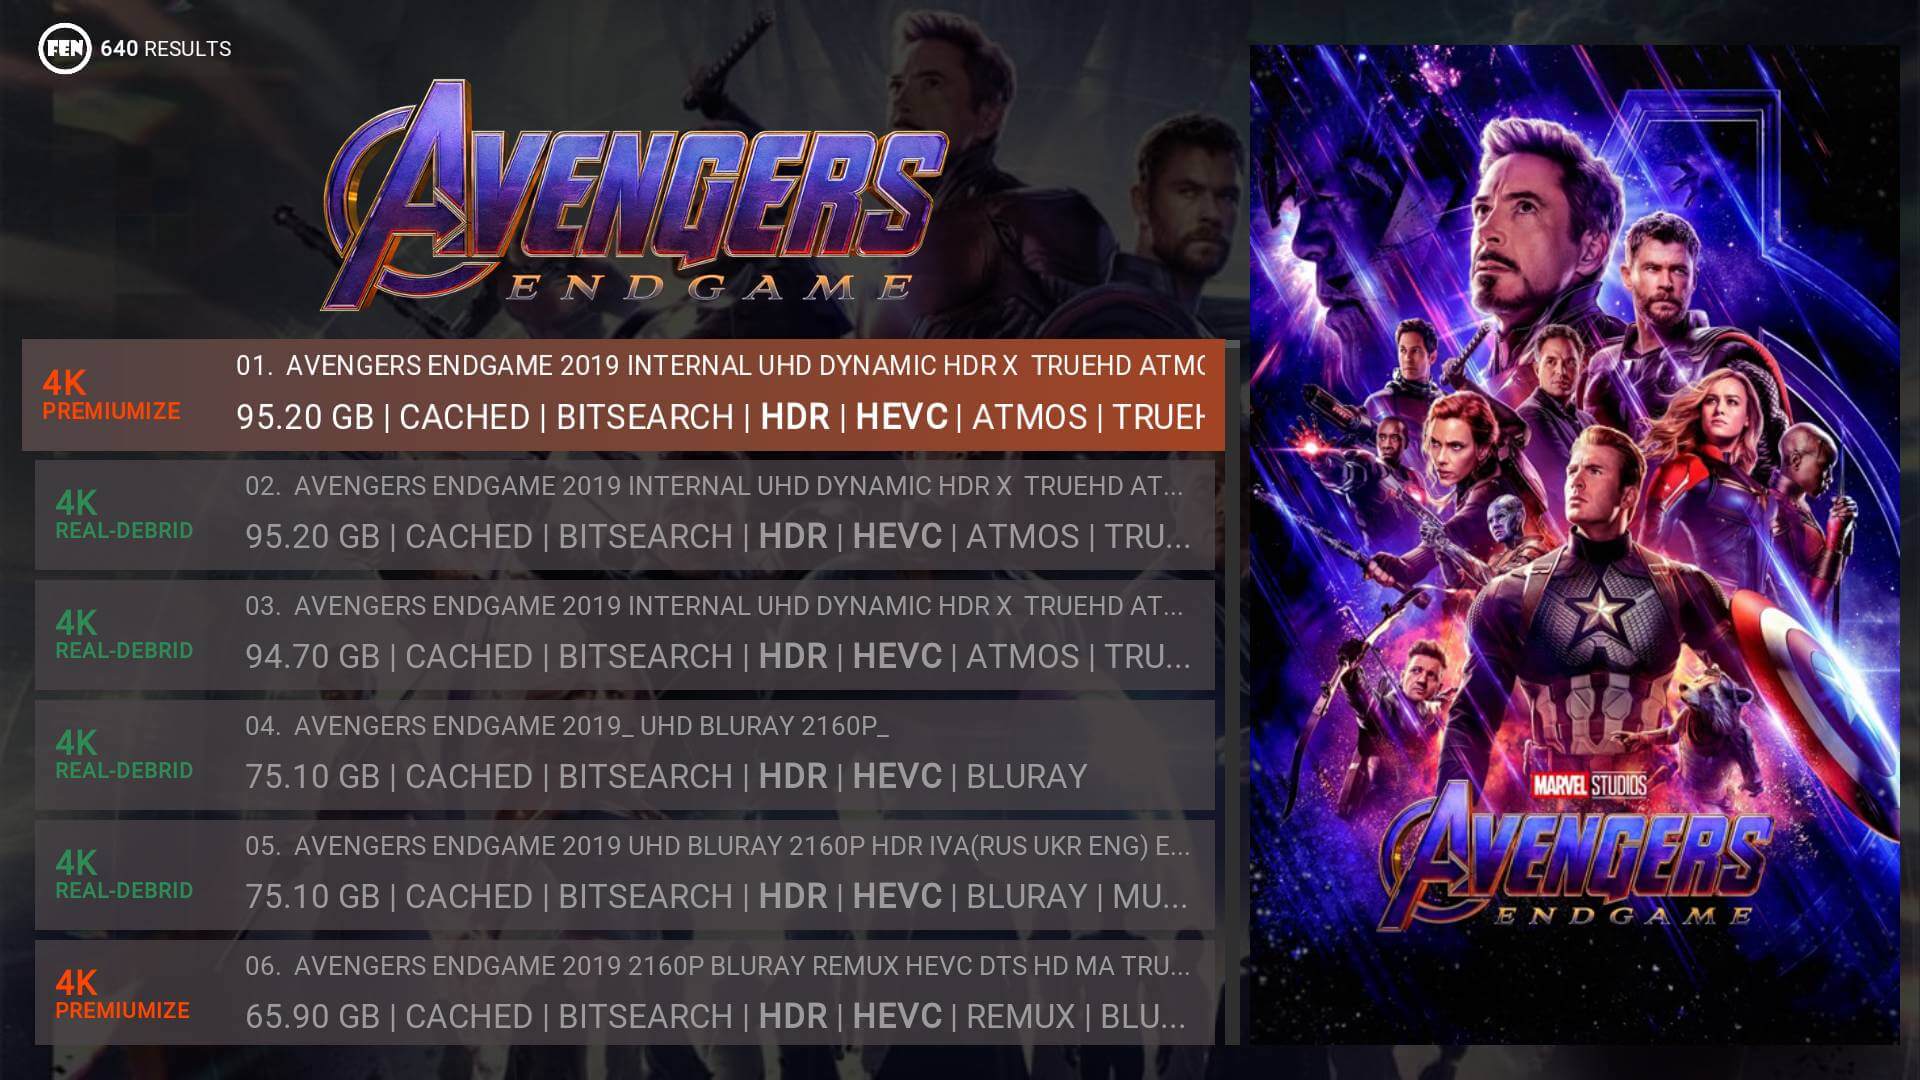 FEN 640 RESULTS
AVENGERS
ENDGAME
4K
PREMIUMIZE
01. AVENGERS ENDGAME 2019 INTERNAL UHD DYNAMIC HDR X TRUEHD ATMO
95.20 GB | CACHED | BITSEARCH | HDR | HEVC | ATMOS | TRUEH
4K
REAL-DEBRID
02. AVENGERS ENDGAME 2019 INTERNAL UHD DYNAMIC HDR X TRUEHD AT...
95.20 GB | CACHED | BITSEARCH | HDR | HEVC | ATMOS | TRU...
4K
REAL-DEBRID
03. AVENGERS ENDGAME 2019 INTERNAL UHD DYNAMIC HDR X TRUEHD AT...
94.70 GB | CACHED | BITSEARCH | HDR | HEVC | ATMOS | TRU...
4K
REAL-DEBRID
04. AVENGERS ENDGAME 2019_ UHD BLURAY 2160P_
75.10 GB | CACHED | BITSEARCH | HDR | HEVC | BLURAY
4K
REAL-DEBRID
05. AVENGERS ENDGAME 2019 UHD BLURAY 2160P HDR IVA(RUS UKR ENG) E...
75.10 GB | CACHED | BITSEARCH | HDR | HEVC | BLURAY | MU...
4K
PREMIUMIZE
06. AVENGERS ENDGAME 2019 2160P BLURAY REMUX HEVC DTS HD MA TRU...
65.90 GB | CACHED | BITSEARCH | HDR | HEVC | REMUX | BLU...
MARVEL STUDIOS
AVENGERS
ENDGAME